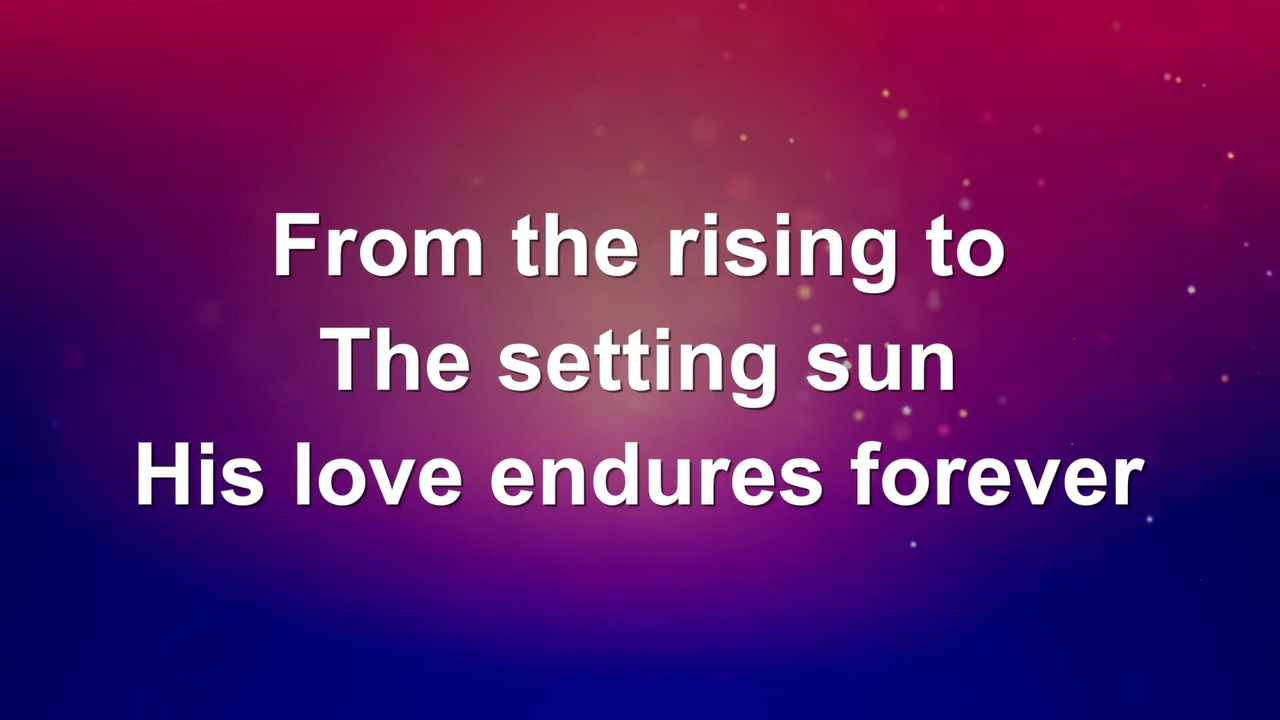 From the rising to
The setting sun
His love endures forever